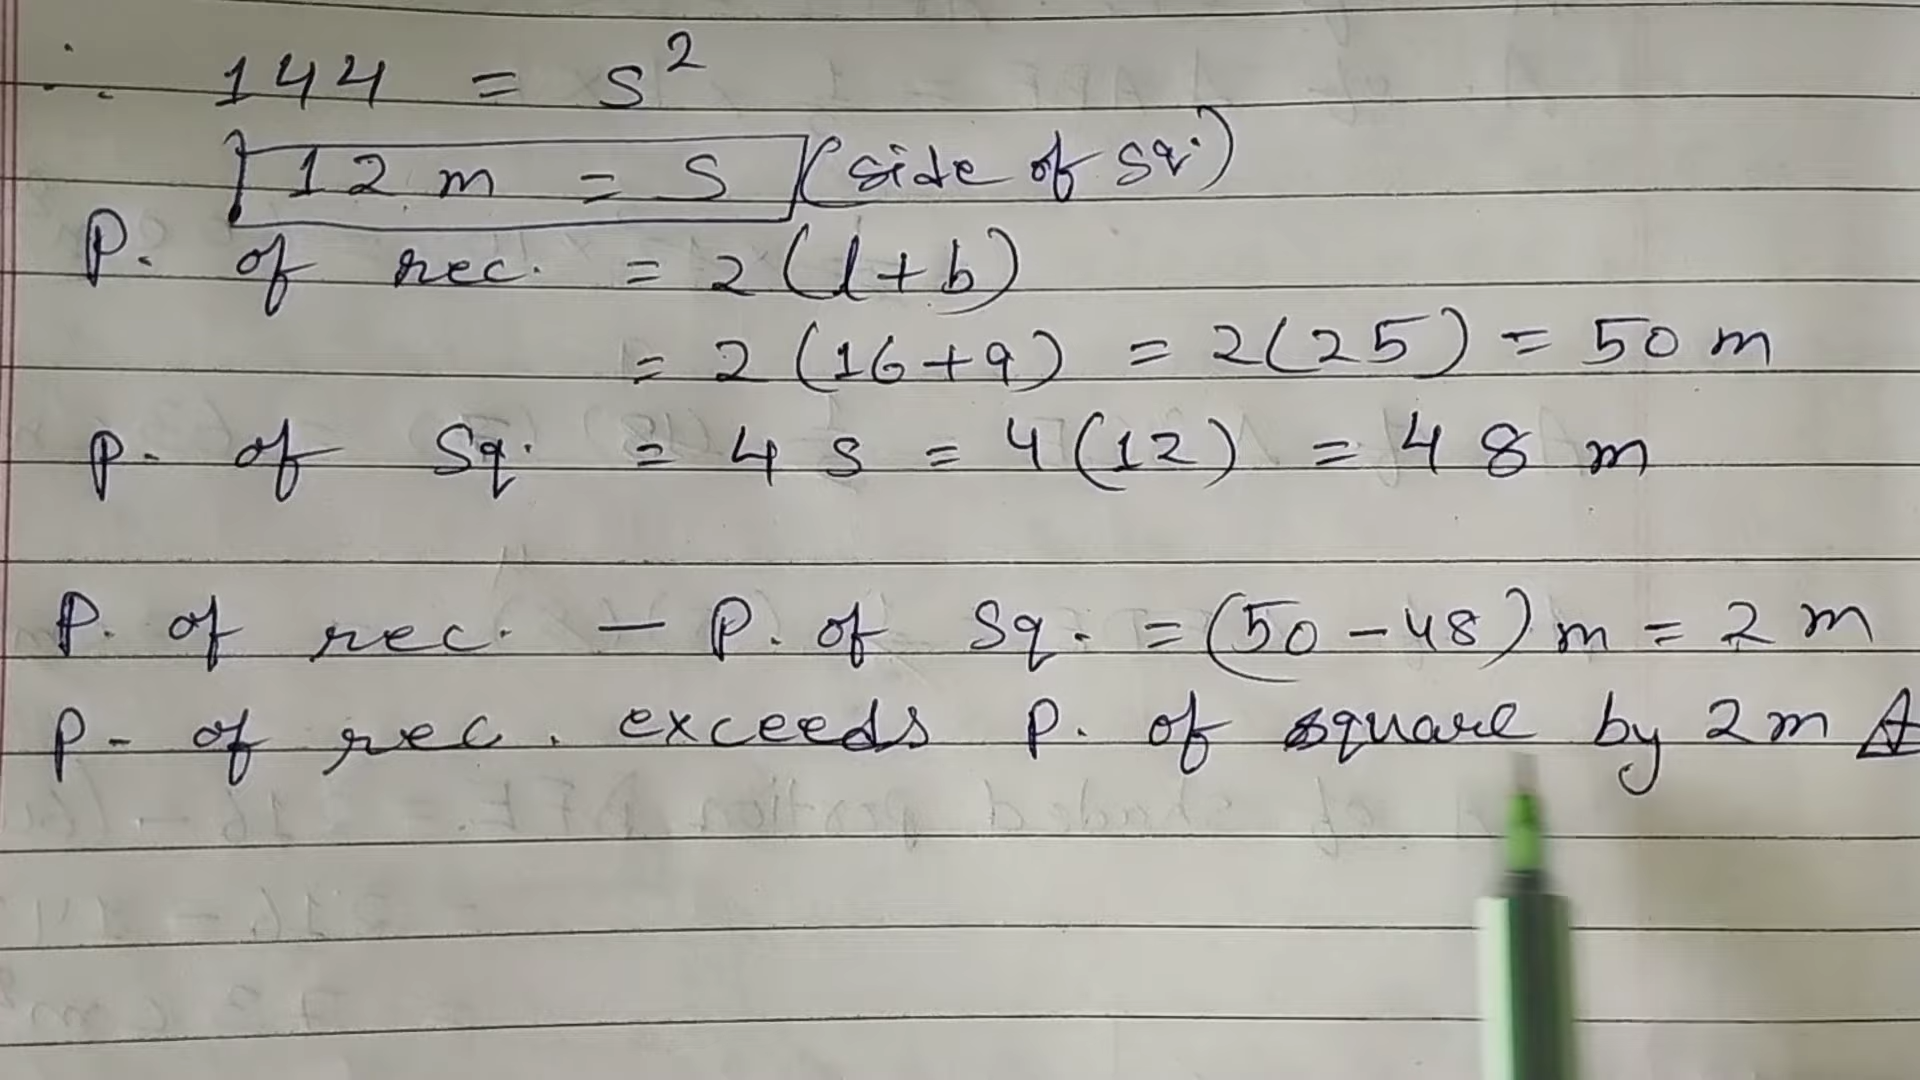 ∴ 144 = s²
12 m = S (side of sq.)
P. of rec. = 2(l+b)
= 2(16+9) = 2(25) = 50 m
P. of Sq. = 4 s = 4(12) = 48 m
P. of rec. — P. of Sq. = (50-48) m = 2 m
P. of rec. exceeds P. of square by 2 m A